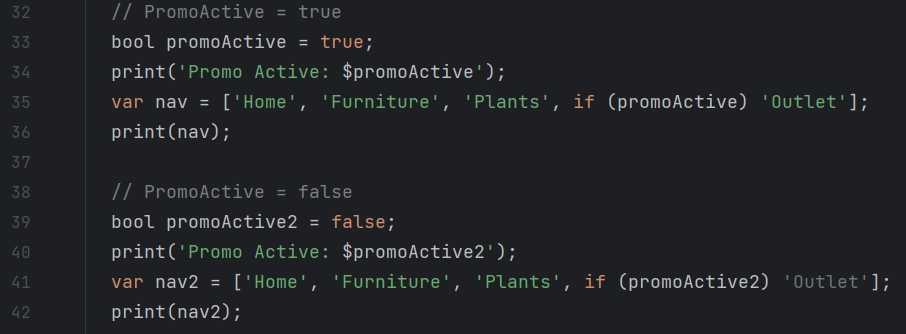 32 // PromoActive = true
33 bool promoActive = true;
34 print('Promo Active: $promoActive');
35 var nav = ['Home', 'Furniture', 'Plants', if (promoActive) 'Outlet'];
36 print(nav);
37
38 // PromoActive = false
39 bool promoActive2 = false;
40 print('Promo Active: $promoActive2');
41 var nav2 = ['Home', 'Furniture', 'Plants', if (promoActive2) 'Outlet'];
42 print(nav2);